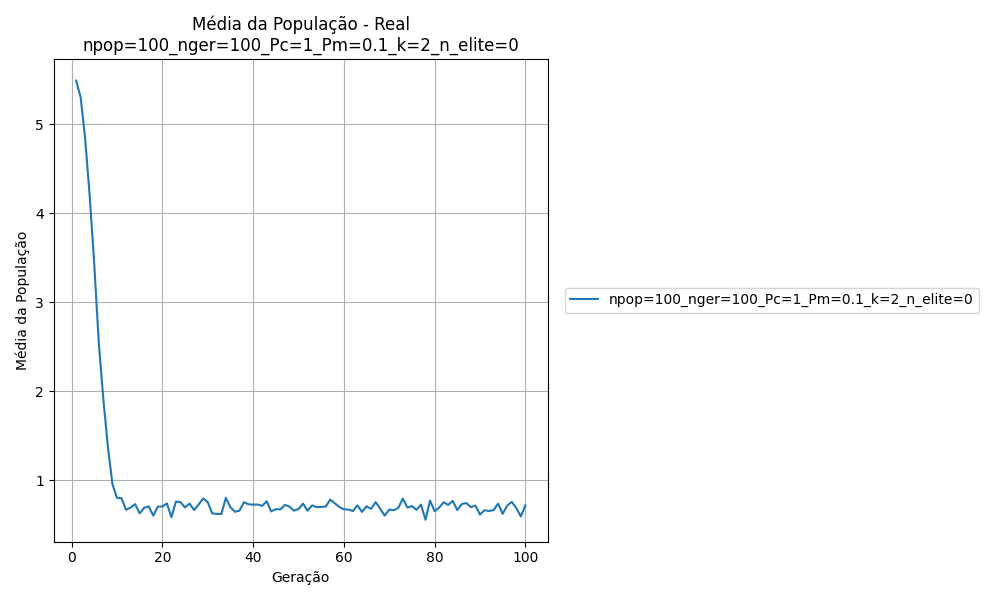 Média da População - Real
npop=100_nger=100_Pc=1_Pm=0.1_k=2_n_elite=0
Média da População
5
4
3
2
1
0
20
40
60
80
100
Geração
npop=100_nger=100_Pc=1_Pm=0.1_k=2_n_elite=0